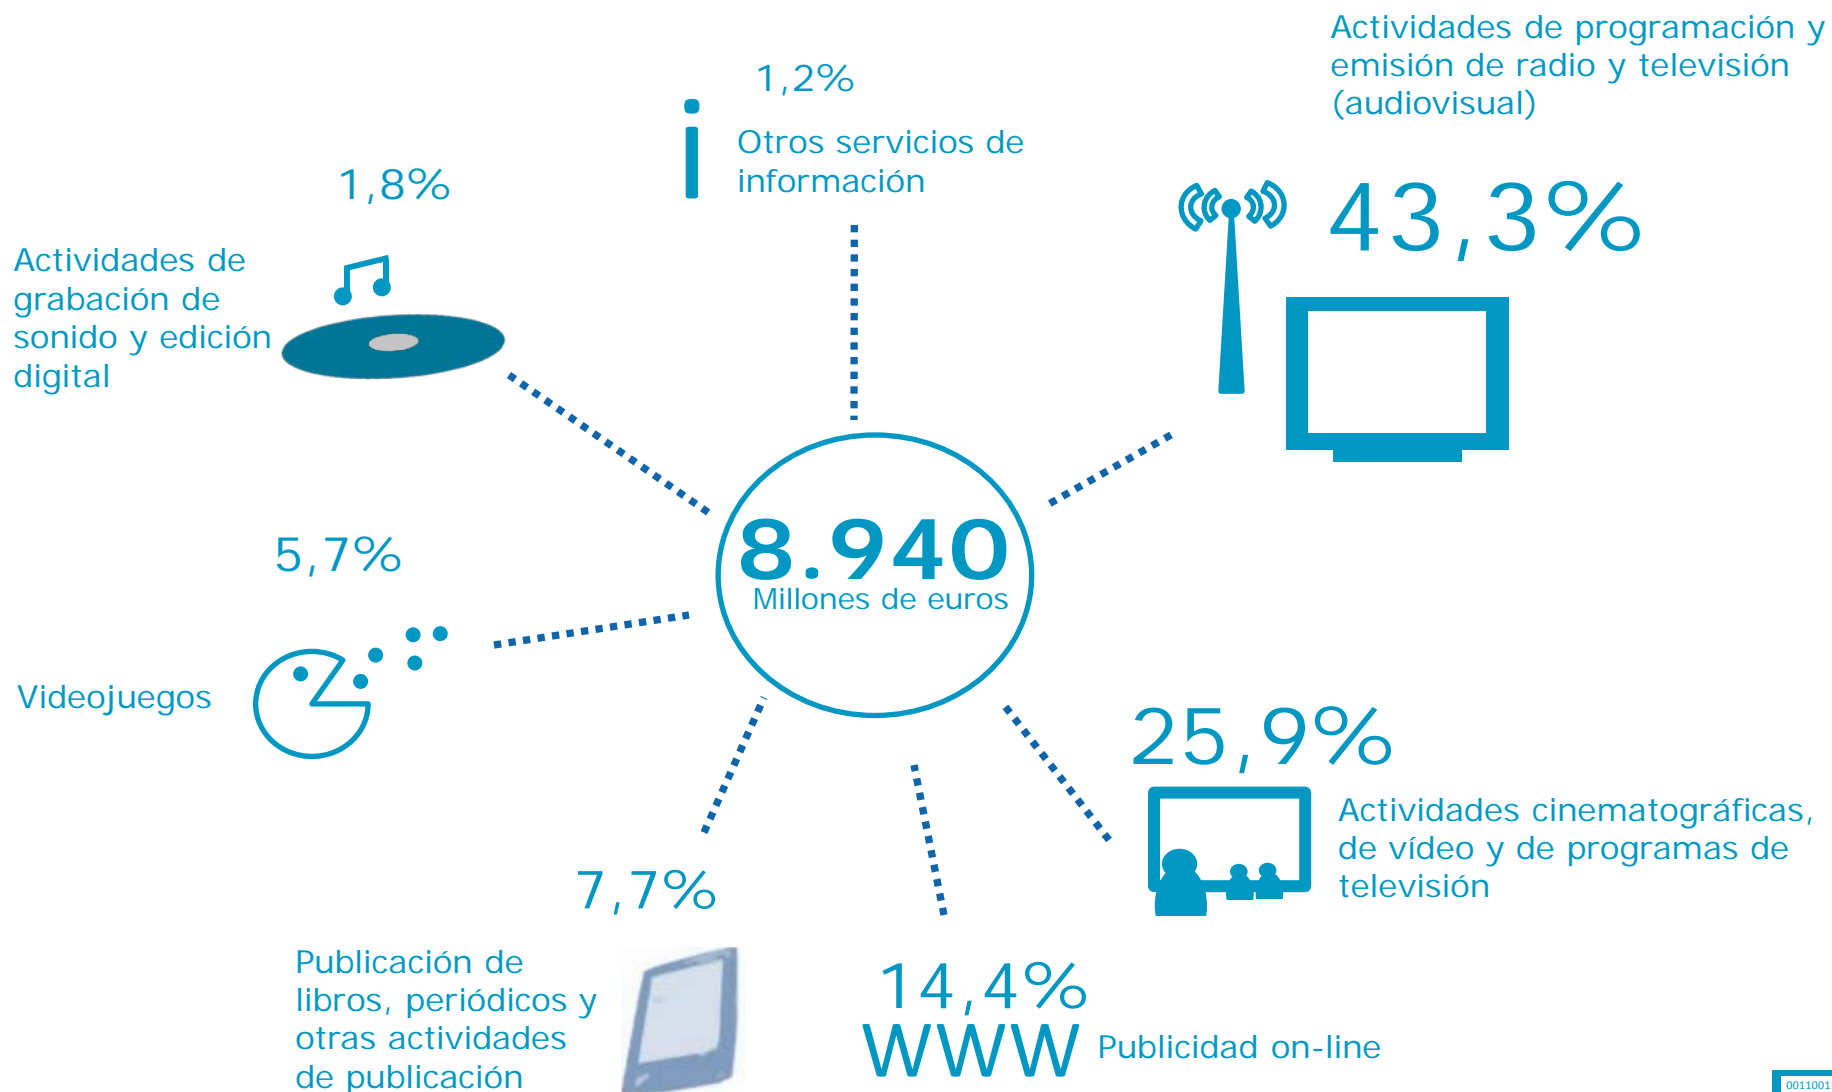 Actividades de programación y
emisión de radio y televisión
(audiovisual)
43,3%
1,2%
i
Otros servicios de
información
1,8%
Actividades de
grabación de
sonido y edición
digital
8.940
Millones de euros
5,7%
Videojuegos
25,9%
Actividades cinematográficas,
de vídeo y de programas de
televisión
7,7%
Publicación de
libros, periódicos y
otras actividades
de publicación
14,4%
WWW Publicidad on-line